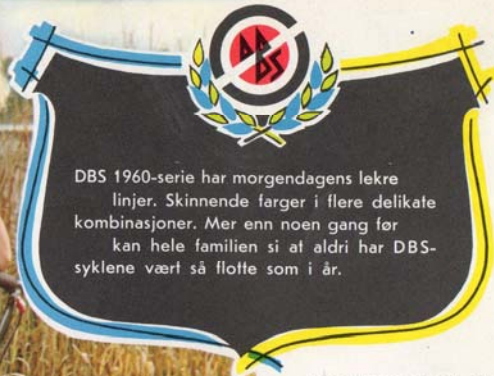 DBS
DBS 1960-serie har morgendagens lekre
linjer. Skinnende farger i flere delikate
kombinasjoner. Mer enn noen gang før
kan hele familien si at aldri har DBS-
syklene vært så flotte som i år.